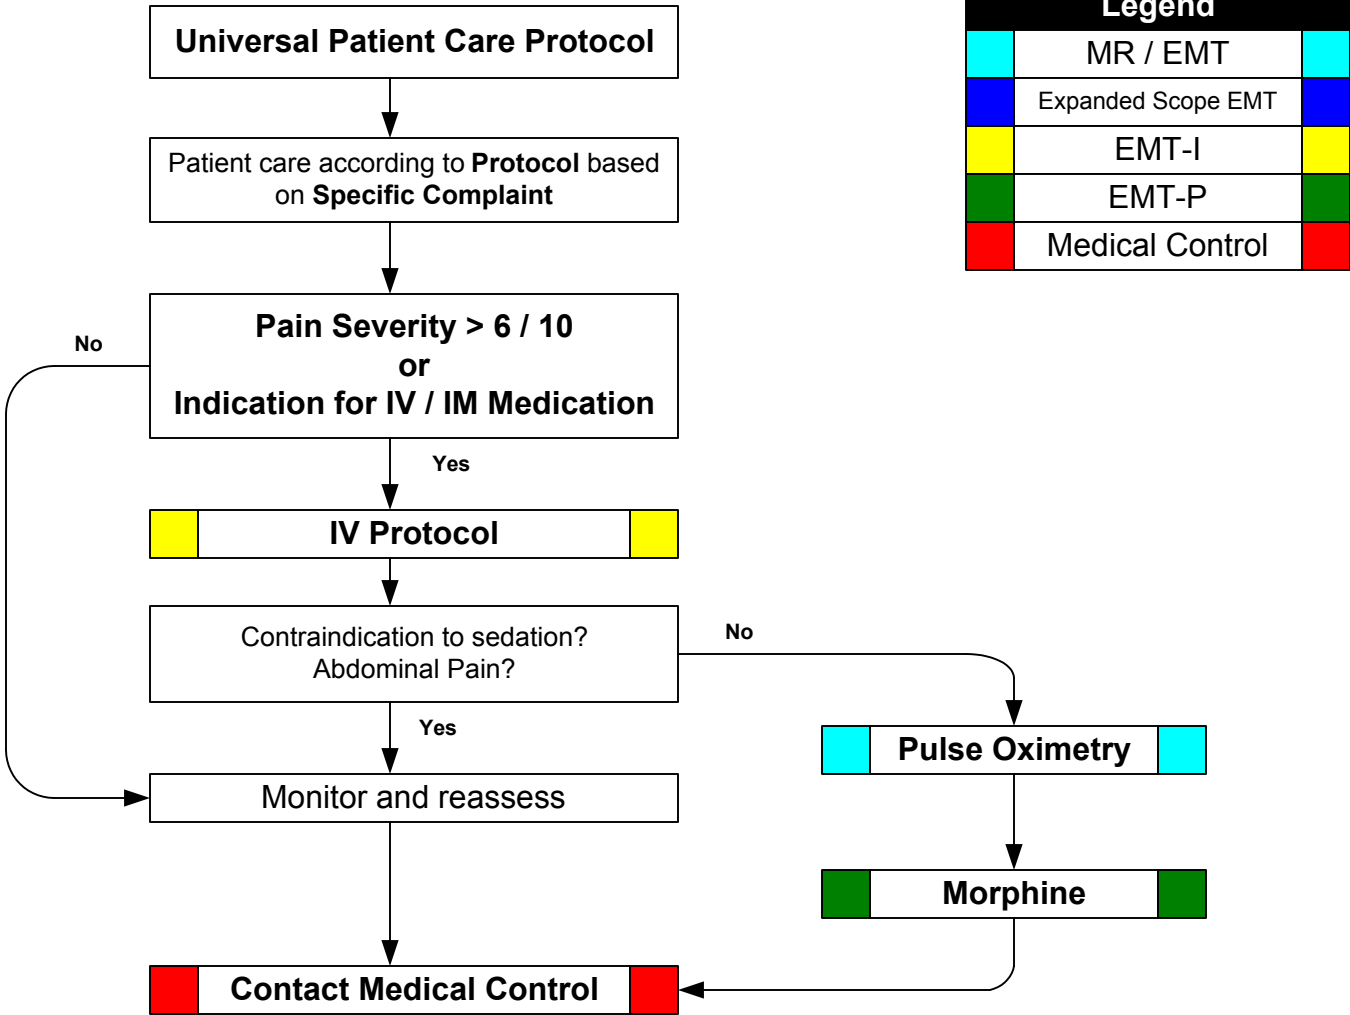 Universal Patient Care Protocol
Legend
MR / EMT
Expanded Scope EMT
EMT-I
EMT-P
Medical Control
Patient care according to Protocol based
on Specific Complaint
Pain Severity > 6 / 10
or
Indication for IV / IM Medication
No
Yes
IV Protocol
Contraindication to sedation?
Abdominal Pain?
No
Yes
Pulse Oximetry
Monitor and reassess
Morphine
Contact Medical Control